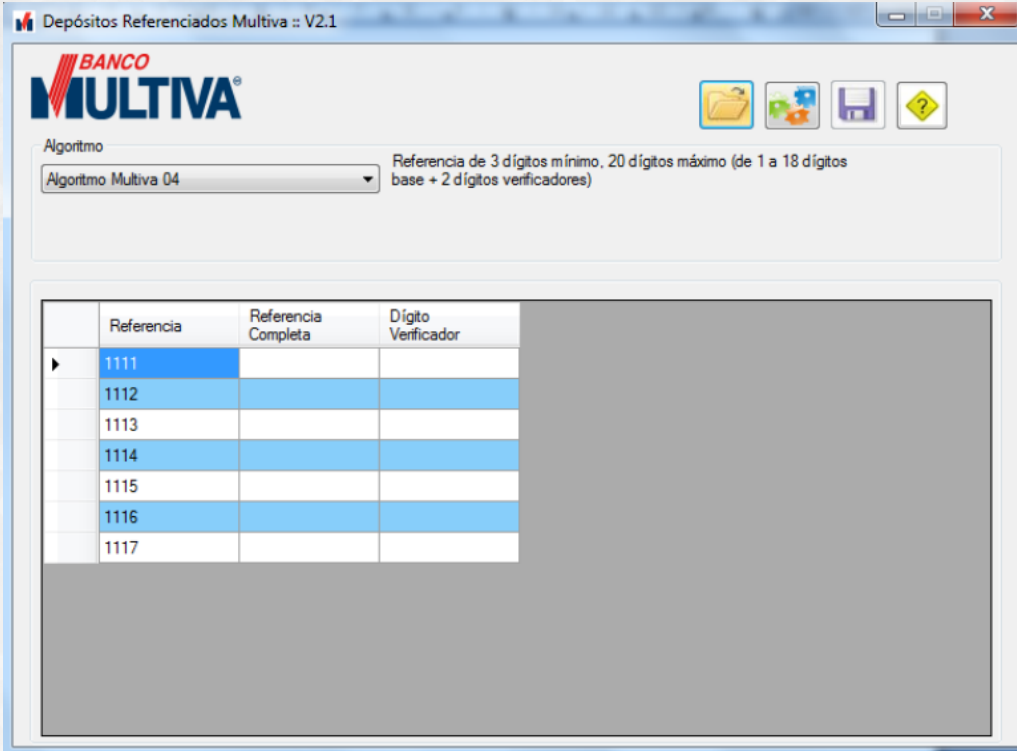 Depósitos Referenciados Multiva :: V2.1
BANCO
MULTIVA®
Algoritmo
Algoritmo Multiva 04
Referencia de 3 dígitos mínimo, 20 dígitos máximo (de 1 a 18 dígitos
base + 2 dígitos verificadores)
Referencia
Referencia
Completa
Dígito
Verificador
1111
1112
1113
1114
1115
1116
1117